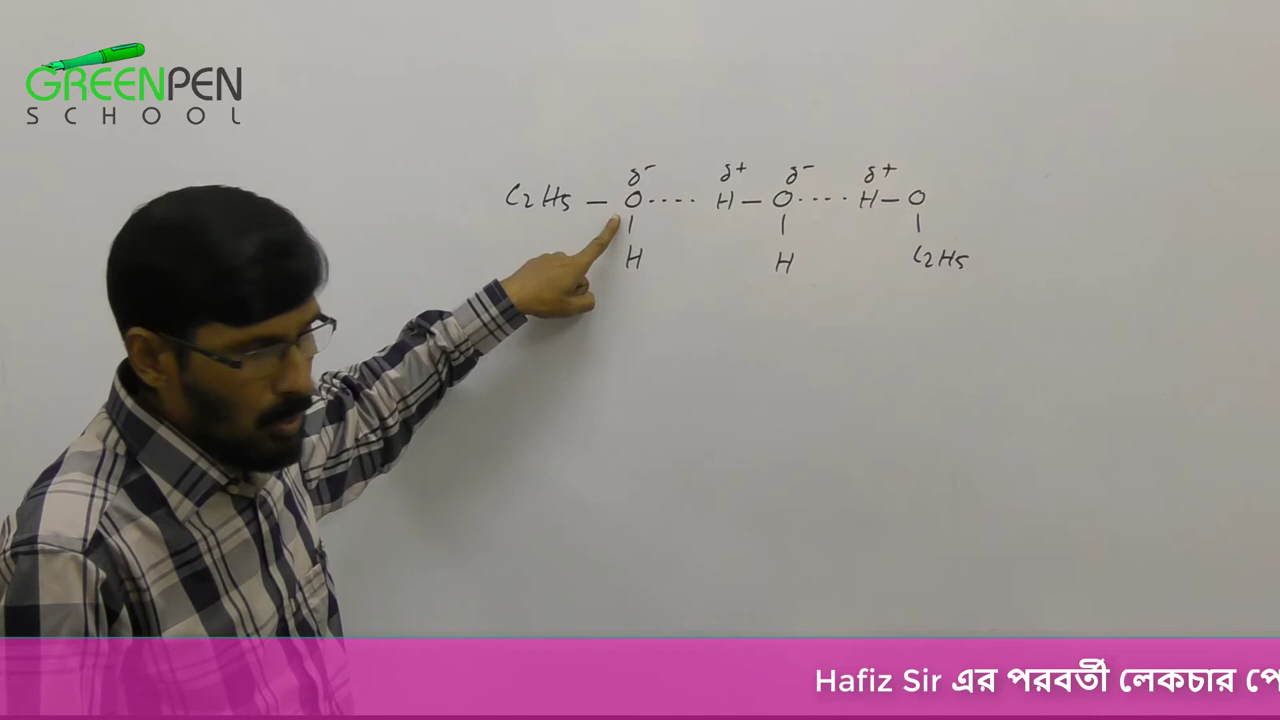 GREENPEN
SCHOOL
δ⁻ δ⁺ δ⁻ δ⁺
C2H5 — O .... H — O .... H — O
| | |
H H C2H5
Hafiz Sir এর পরবর্তী লেকচার পে